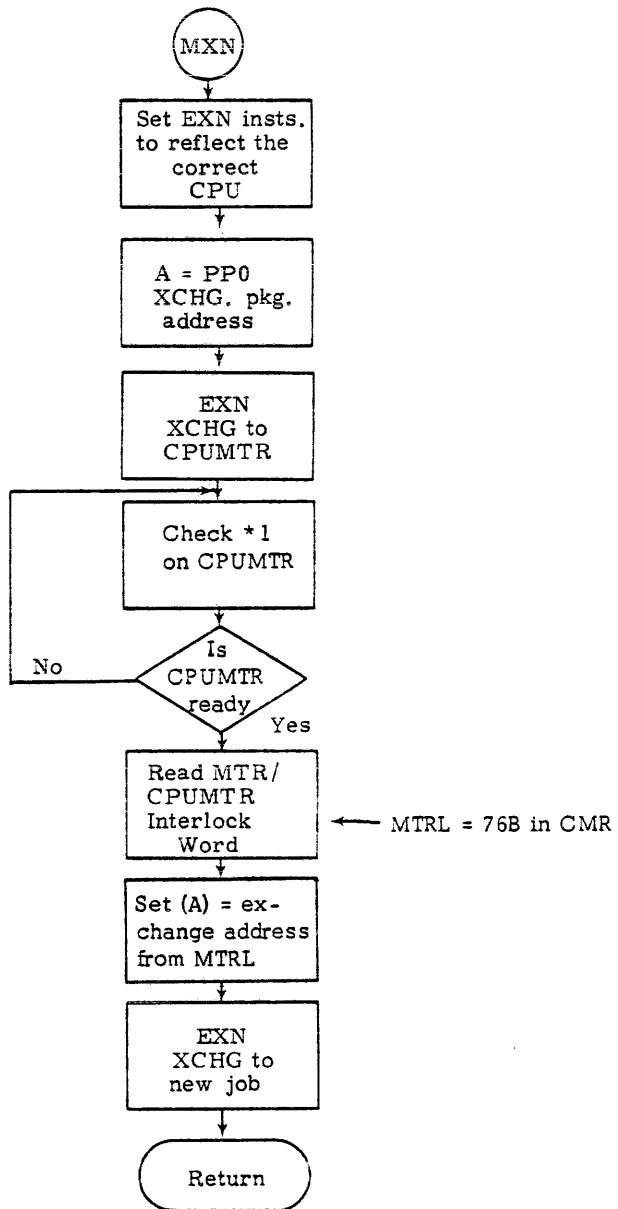 MXN
Set EXN insts.
to reflect the
correct
CPU
A = PP0
XCHG. pkg.
address
EXN
XCHG to
CPUMTR
Check *1
on CPUMTR
Is
CPUMTR
ready
No
Yes
Read MTR/
CPUMTR
Interlock
Word
MTRL = 76B in CMR
Set (A) = ex-
change address
from MTRL
EXN
XCHG to
new job
Return